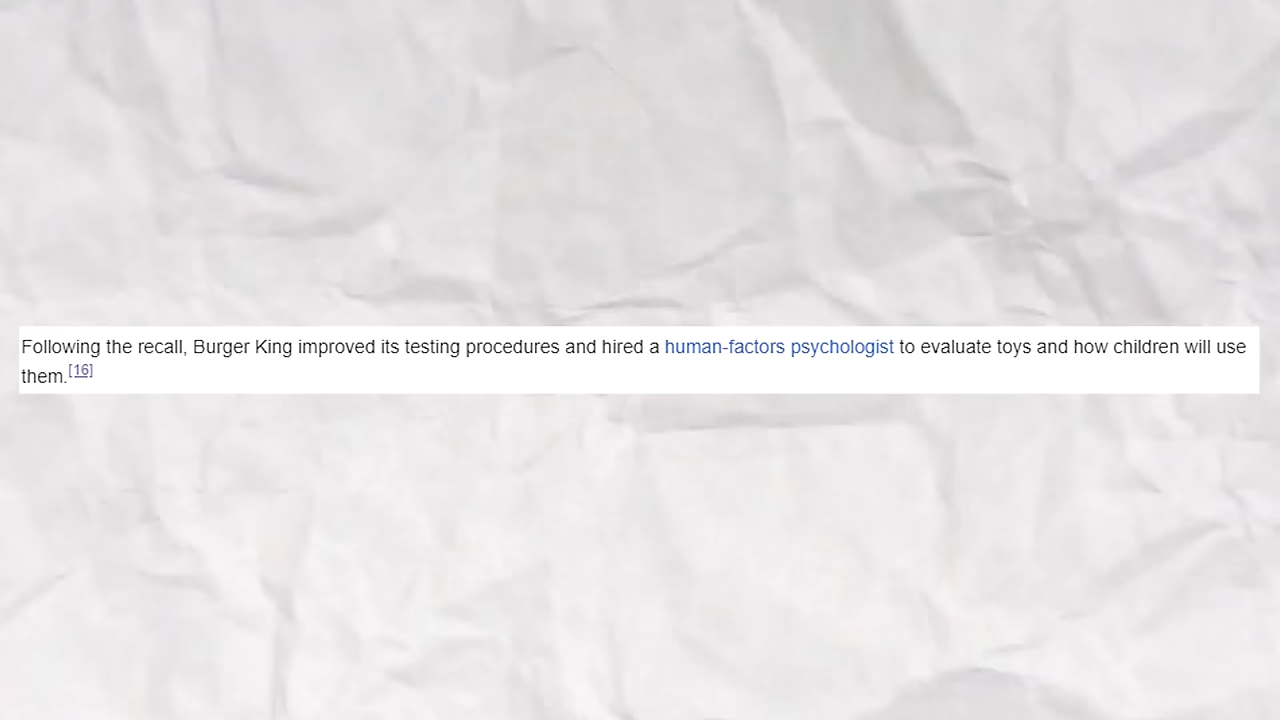 Following the recall, Burger King improved its testing procedures and hired a human-factors psychologist to evaluate toys and how children will use
them.[16]